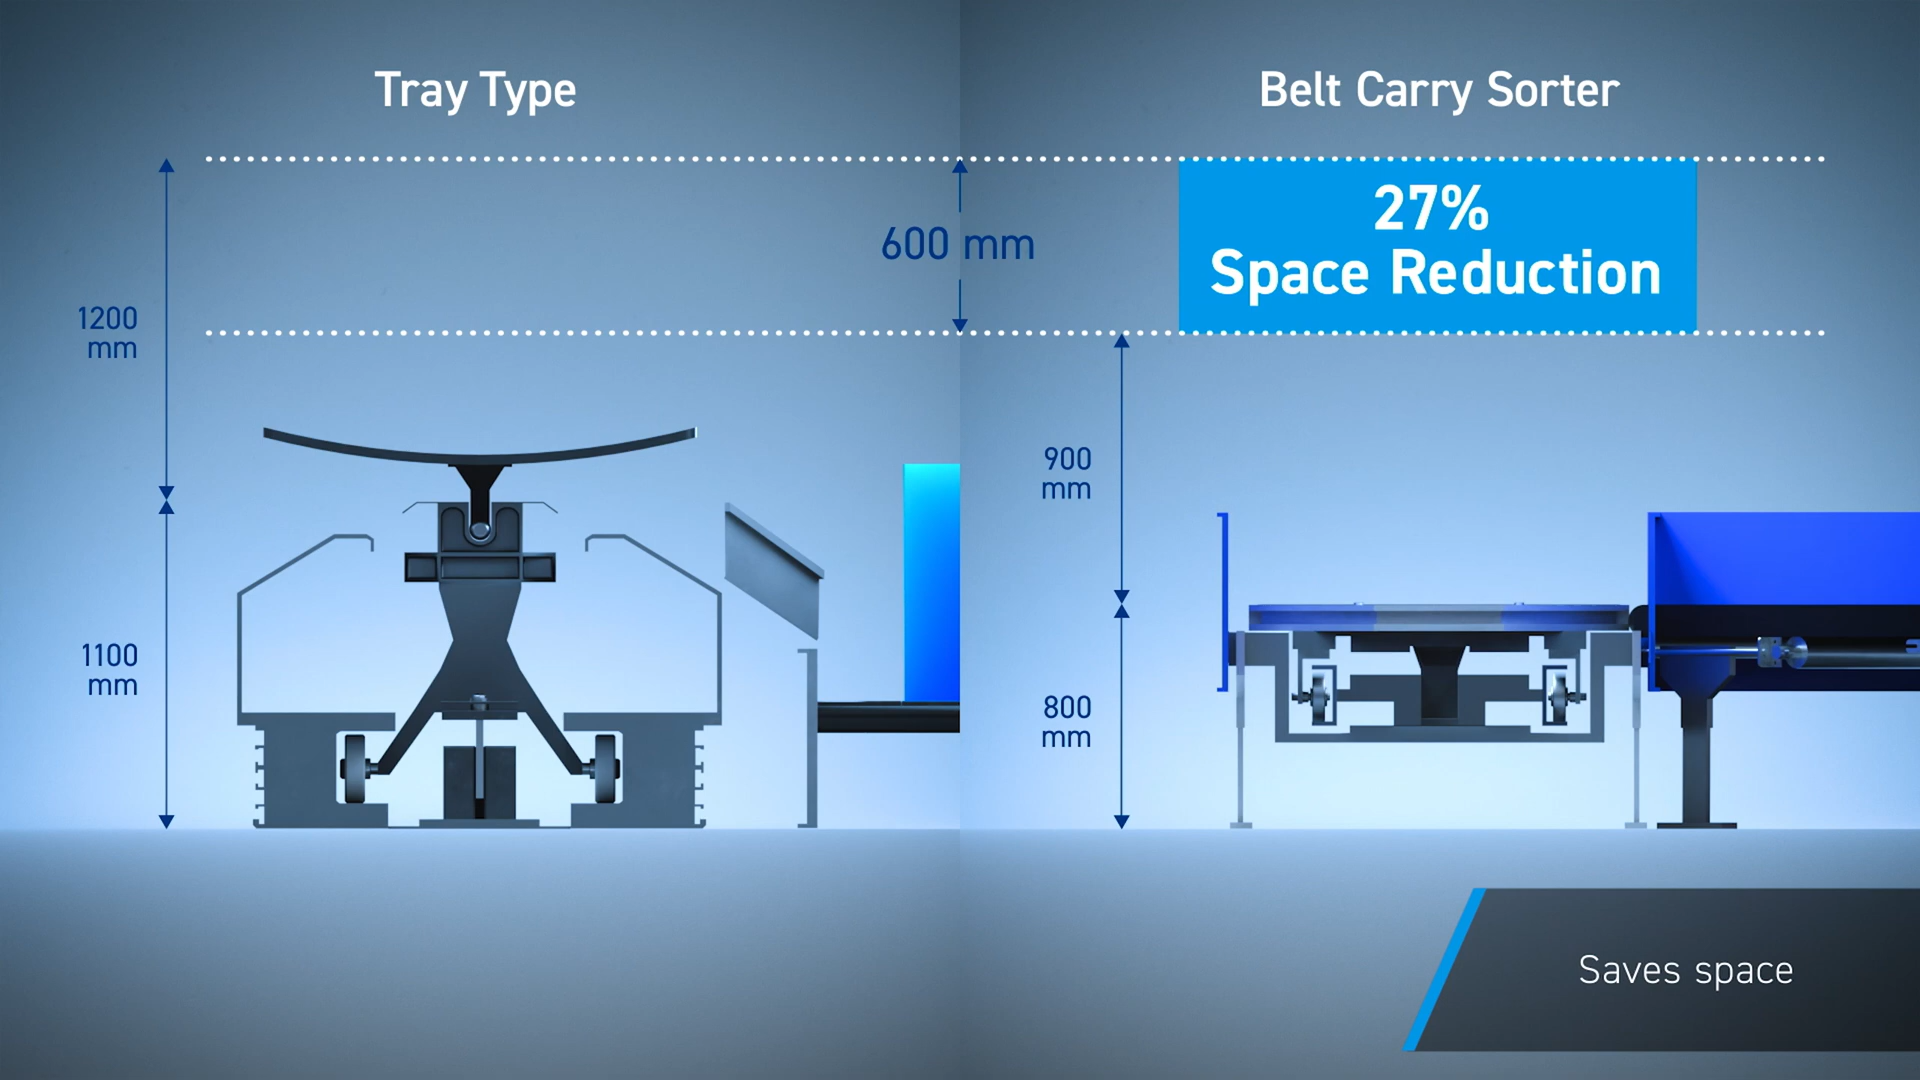 Tray Type
Belt Carry Sorter
27%
Space Reduction
600 mm
1200
mm
900
mm
1100
mm
800
mm
Saves space